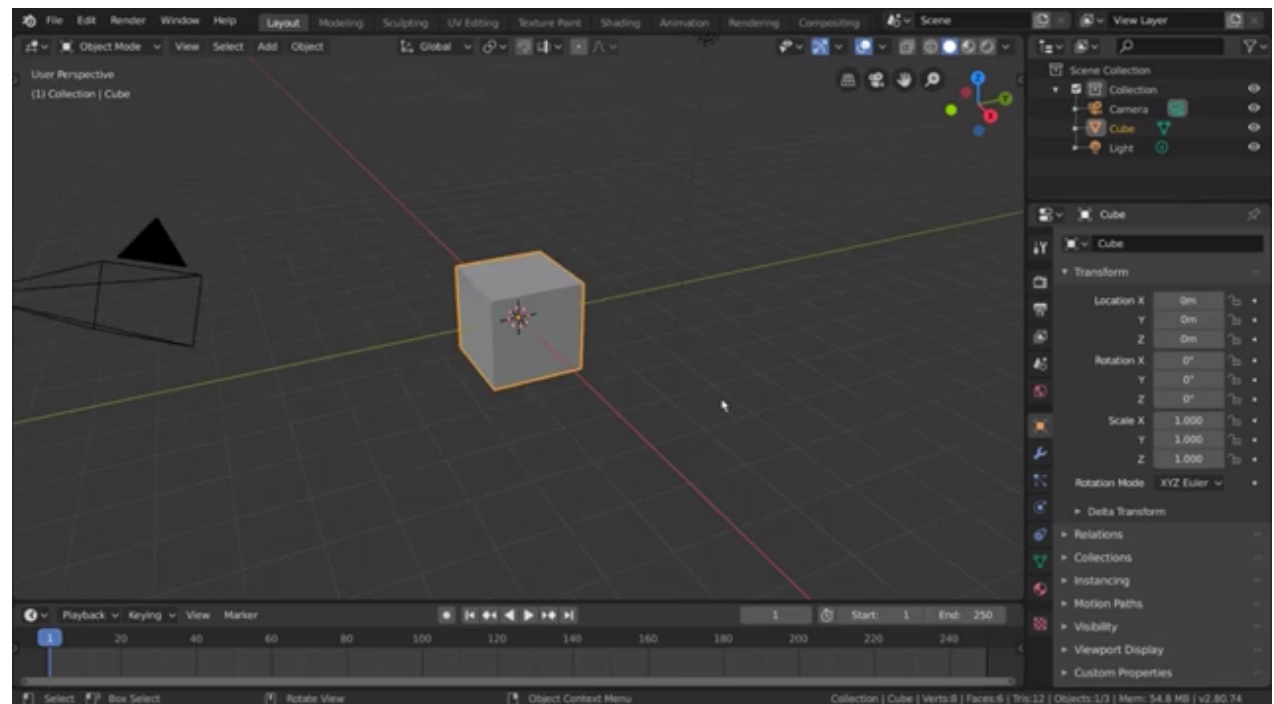 File Edit Render Window Help Layout Modeling Sculpting UV Editing Texture Paint Shading Animation Rendering Compositing Scene View Layer
Object Mode View Select Add Object Global
User Perspective
(1) Collection | Cube
Z
Y
X
Scene Collection
Collection
Camera
Cube
Light
Cube
Cube
Transform
Location X 0m
Y 0m
Z 0m
Rotation X 0°
Y 0°
Z 0°
Scale X 1.000
Y 1.000
Z 1.000
Rotation Mode XYZ Euler
Delta Transform
Relations
Collections
Instancing
Motion Paths
Visibility
Viewport Display
Custom Properties
Playback Keying View Marker 1 Start: 1 End: 250
1 20 40 60 80 100 120 140 160 180 200 220 240
Select Box Select Rotate View Object Context Menu Collection | Cube | Verts:8 | Faces:6 | Tris:12 | Objects:1/3 | Mem: 54.8 MB | v2.80.74